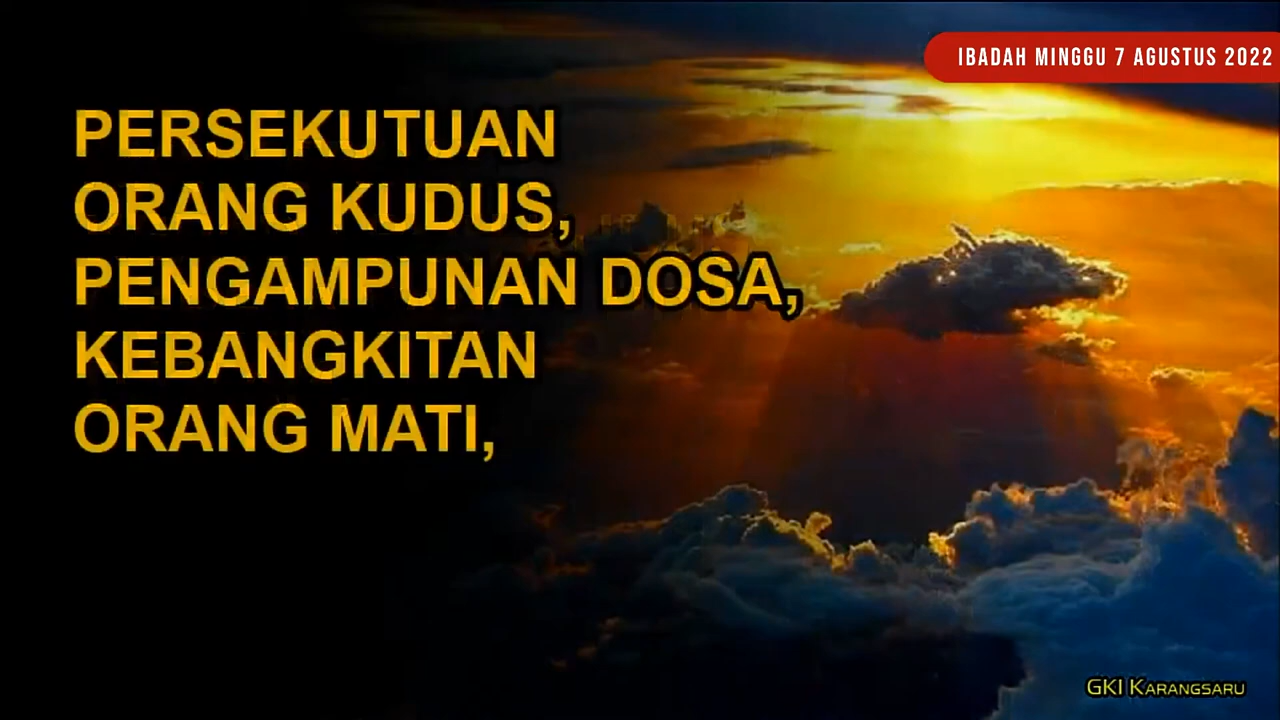 IBADAH MINGGU 7 AGUSTUS 2022
PERSEKUTUAN
ORANG KUDUS,
PENGAMPUNAN DOSA,
KEBANGKITAN
ORANG MATI,
GKI KARANGSARU